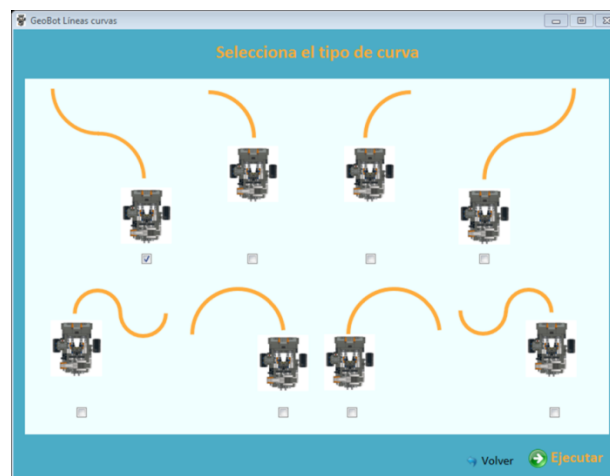 GeoBot Líneas curvas
Selecciona el tipo de curva
Volver
Ejecutar